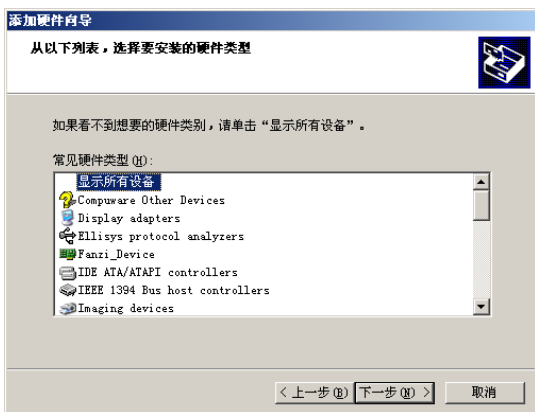 添加硬件向导
从以下列表，选择要安装的硬件类型
如果看不到想要的硬件类别，请单击“显示所有设备”。
常见硬件类型(H):
显示所有设备
Compuware Other Devices
Display adapters
Ellisys protocol analyzers
Fanzi_Device
IDE ATA/ATAPI controllers
IEEE 1394 Bus host controllers
Imaging devices
< 上一步(B) 下一步(N) > 取消